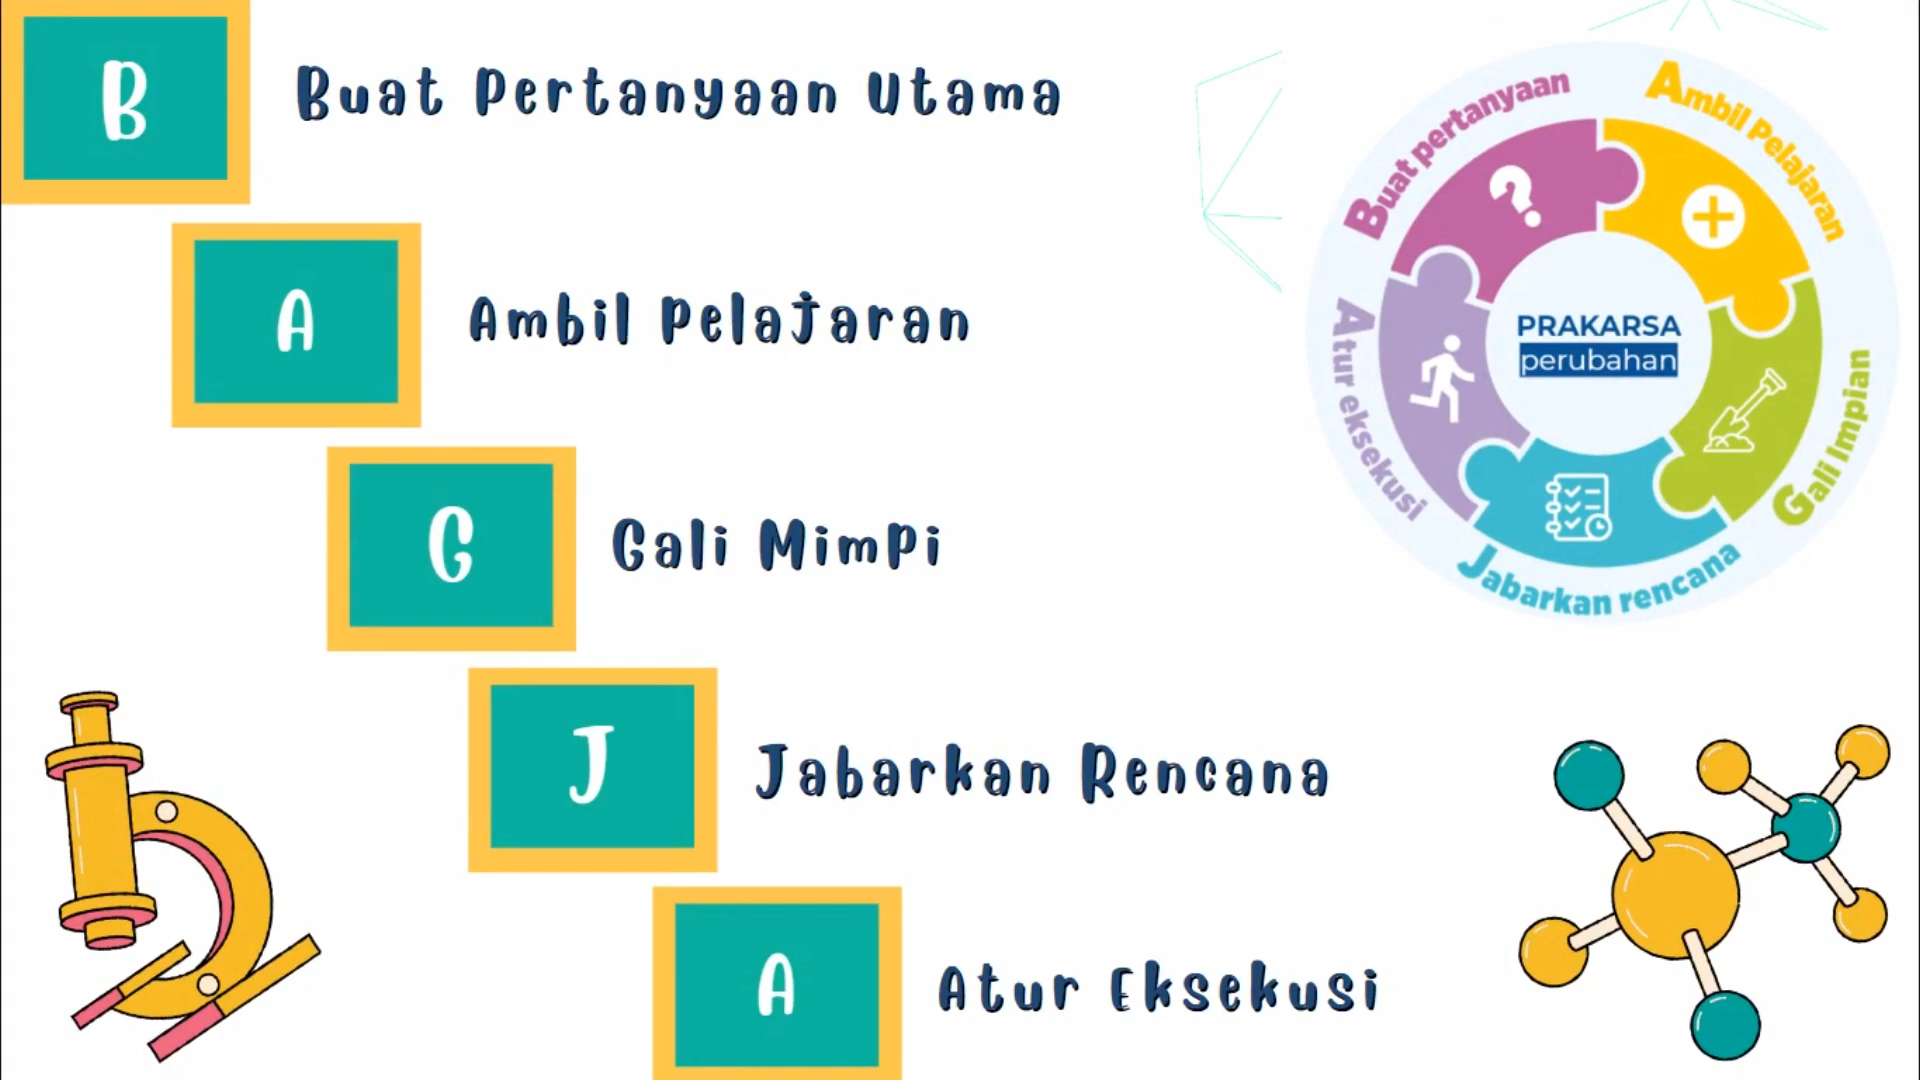 B
Buat Pertanyaan Utama
A
Ambil Pelajaran
G
Gali Mimpi
J
Jabarkan Rencana
A
Atur Eksekusi
Buat pertanyaan
Ambil Pelajaran
Gali Impian
Jabarkan rencana
Atur eksekusi
PRAKARSA
perubahan